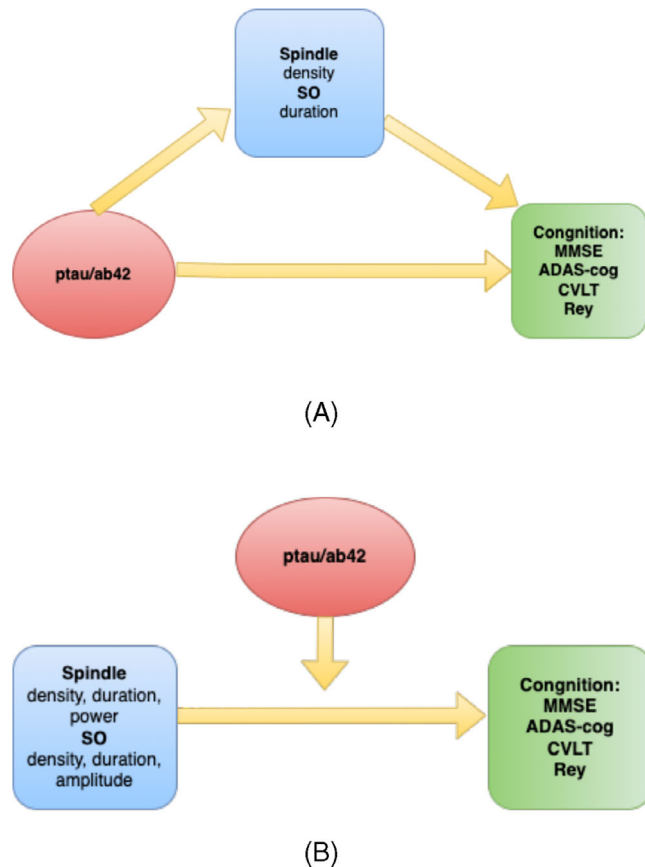 Spindle
density
SO
duration
ptau/ab42
Congnition:
MMSE
ADAS-cog
CVLT
Rey
(A)
ptau/ab42
Spindle
density, duration,
power
SO
density, duration,
amplitude
Congnition:
MMSE
ADAS-cog
CVLT
Rey
(B)